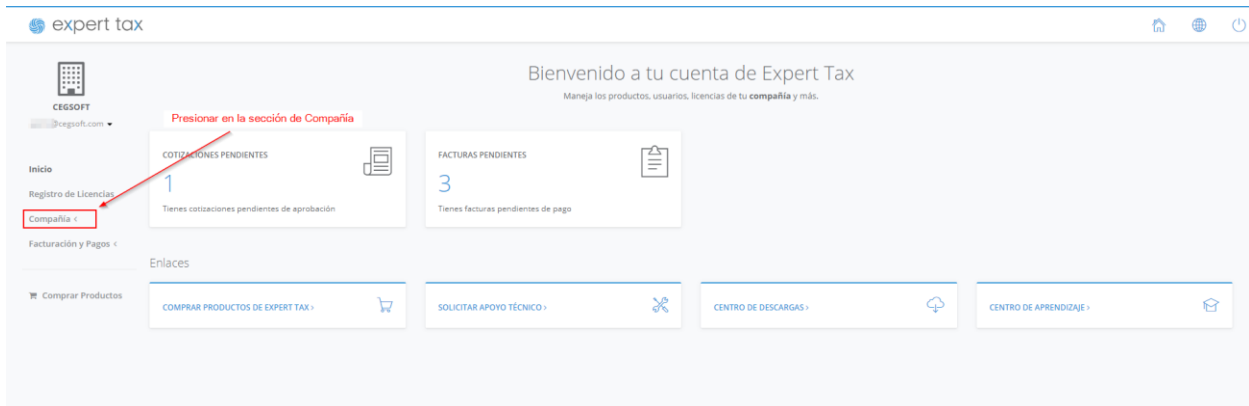 expert tax
Bienvenido a tu cuenta de Expert Tax
Maneja los productos, usuarios, licencias de tu compañía y más.
CEGSOFT
@cegsoft.com
Presionar en la sección de Compañía
Inicio
Registro de Licencias
Compañía <
Facturación y Pagos <
Comprar Productos
COTIZACIONES PENDIENTES
1
Tienes cotizaciones pendientes de aprobación
FACTURAS PENDIENTES
3
Tienes facturas pendientes de pago
Enlaces
COMPRAR PRODUCTOS DE EXPERT TAX >
SOLICITAR APOYO TÉCNICO >
CENTRO DE DESCARGAS >
CENTRO DE APRENDIZAJE >